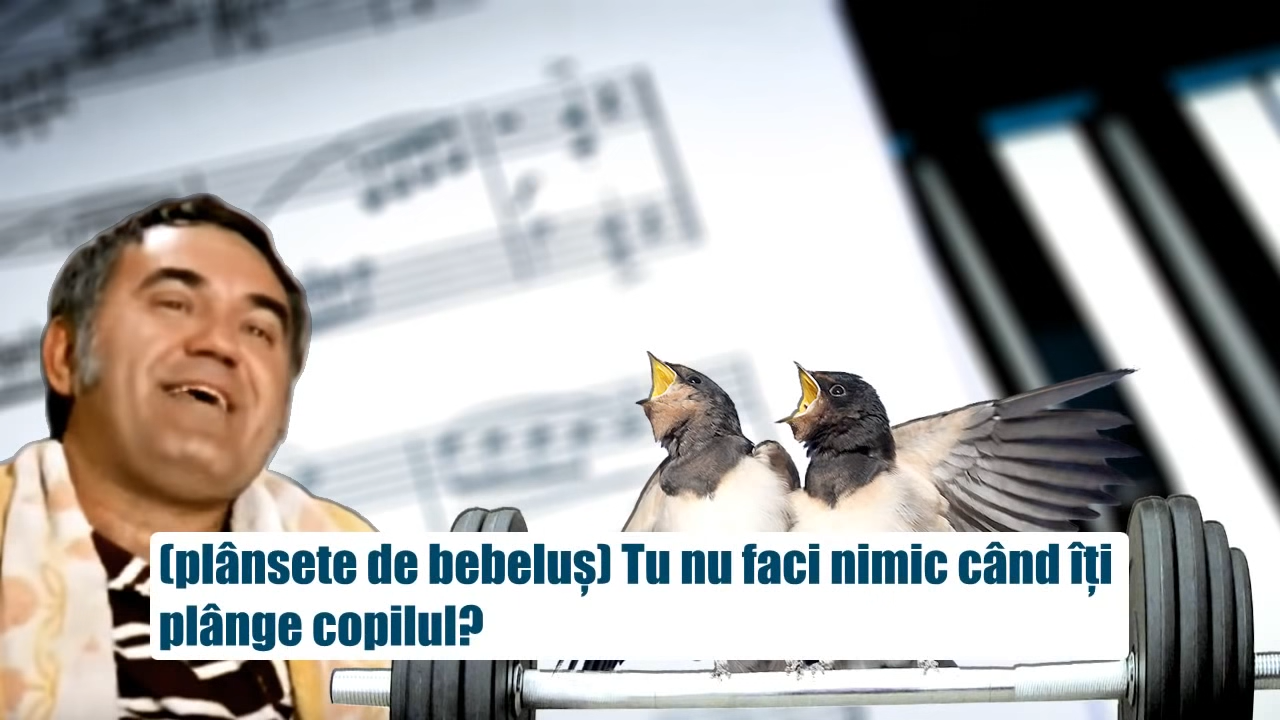 (plânsete de bebeluș) Tu nu faci nimic când îți
plânge copilul?